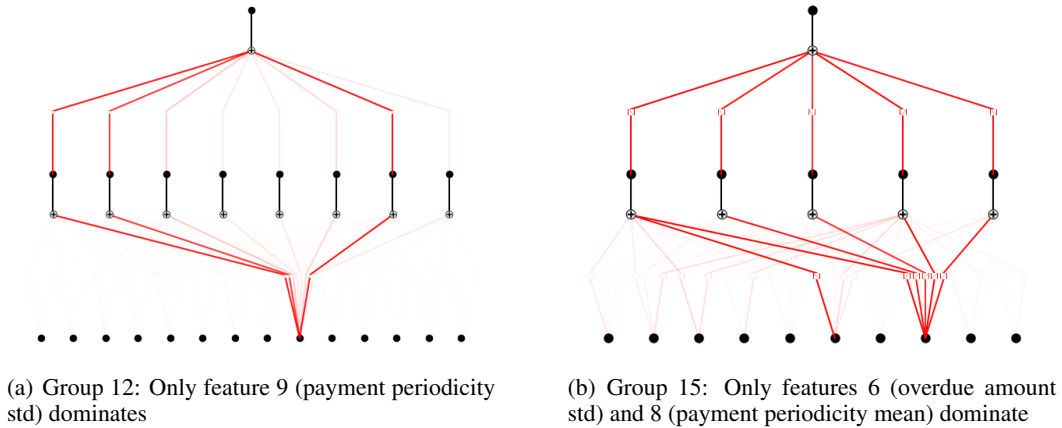 (a) Group 12: Only feature 9 (payment periodicity
std) dominates
(b) Group 15: Only features 6 (overdue amount
std) and 8 (payment periodicity mean) dominate